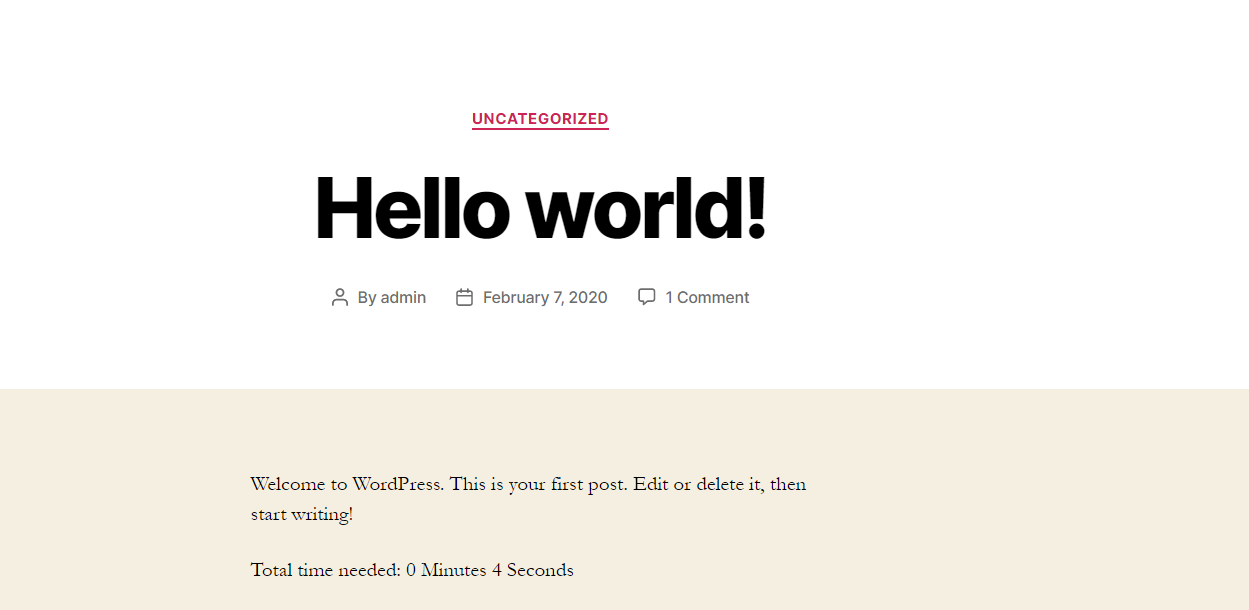 UNCATEGORIZED
Hello world!
By admin February 7, 2020 1 Comment
Welcome to WordPress. This is your first post. Edit or delete it, then
start writing!
Total time needed: 0 Minutes 4 Seconds